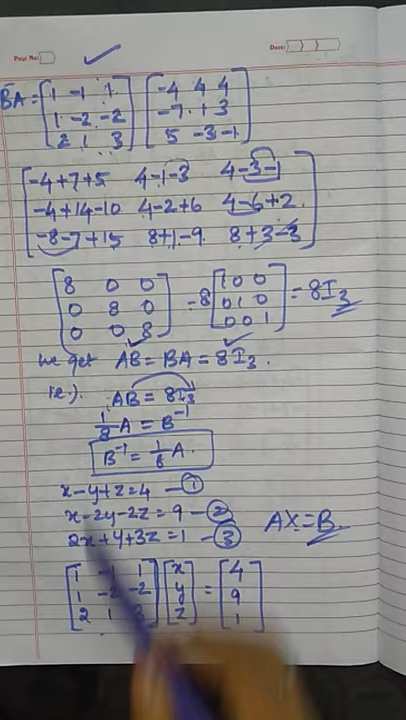 Page No:
Date:
BA = [1 -1 1] [-4 4 4]
[1 -2 -2] [-7 1 3]
[2 1 3] [5 -3 -1]
[-4+7+5 4-1-3 4-3-1]
[-4+14-10 4-2+6 4-6+2]
[-8-7+15 8+1-9 8+3-3]
[8 0 0] [1 0 0]
[0 8 0] = 8 [0 1 0] = 8I₃
[0 0 8] [0 0 1]
we get AB = BA = 8I₃.
ie.). AB = 8I₃
1/8 A = B⁻¹
B⁻¹ = 1/8 A.
x-y+z=4 — ①
x-2y-2z=9 — ② AX=B
2x+y+3z=1 — ③
[1 -1 1] [x] [4]
[1 -2 -2] [y] = [9]
[2 1 3] [z] [1]